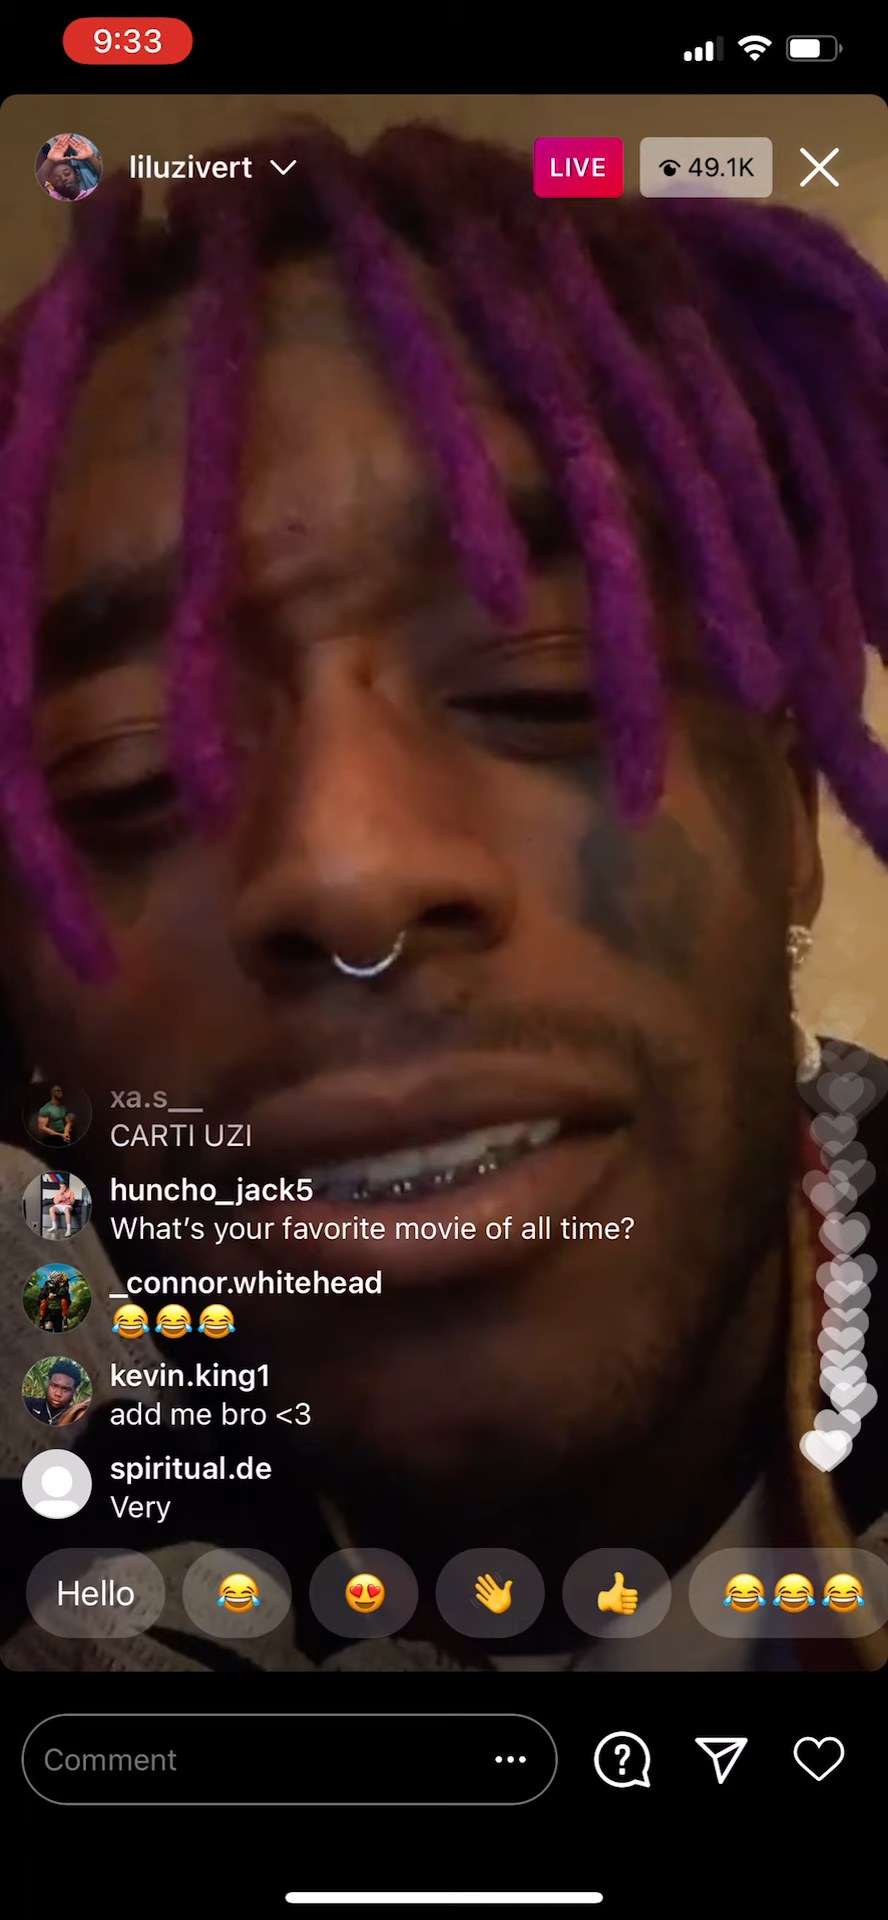 9:33
liluzivert
LIVE
49.1K
xa.s__
CARTI UZI
huncho_jack5
What's your favorite movie of all time?
_connor.whitehead
😂😂😂
kevin.king1
add me bro <3
spiritual.de
Very
Hello 😂 😍 👋 👍 😂😂😂
Comment